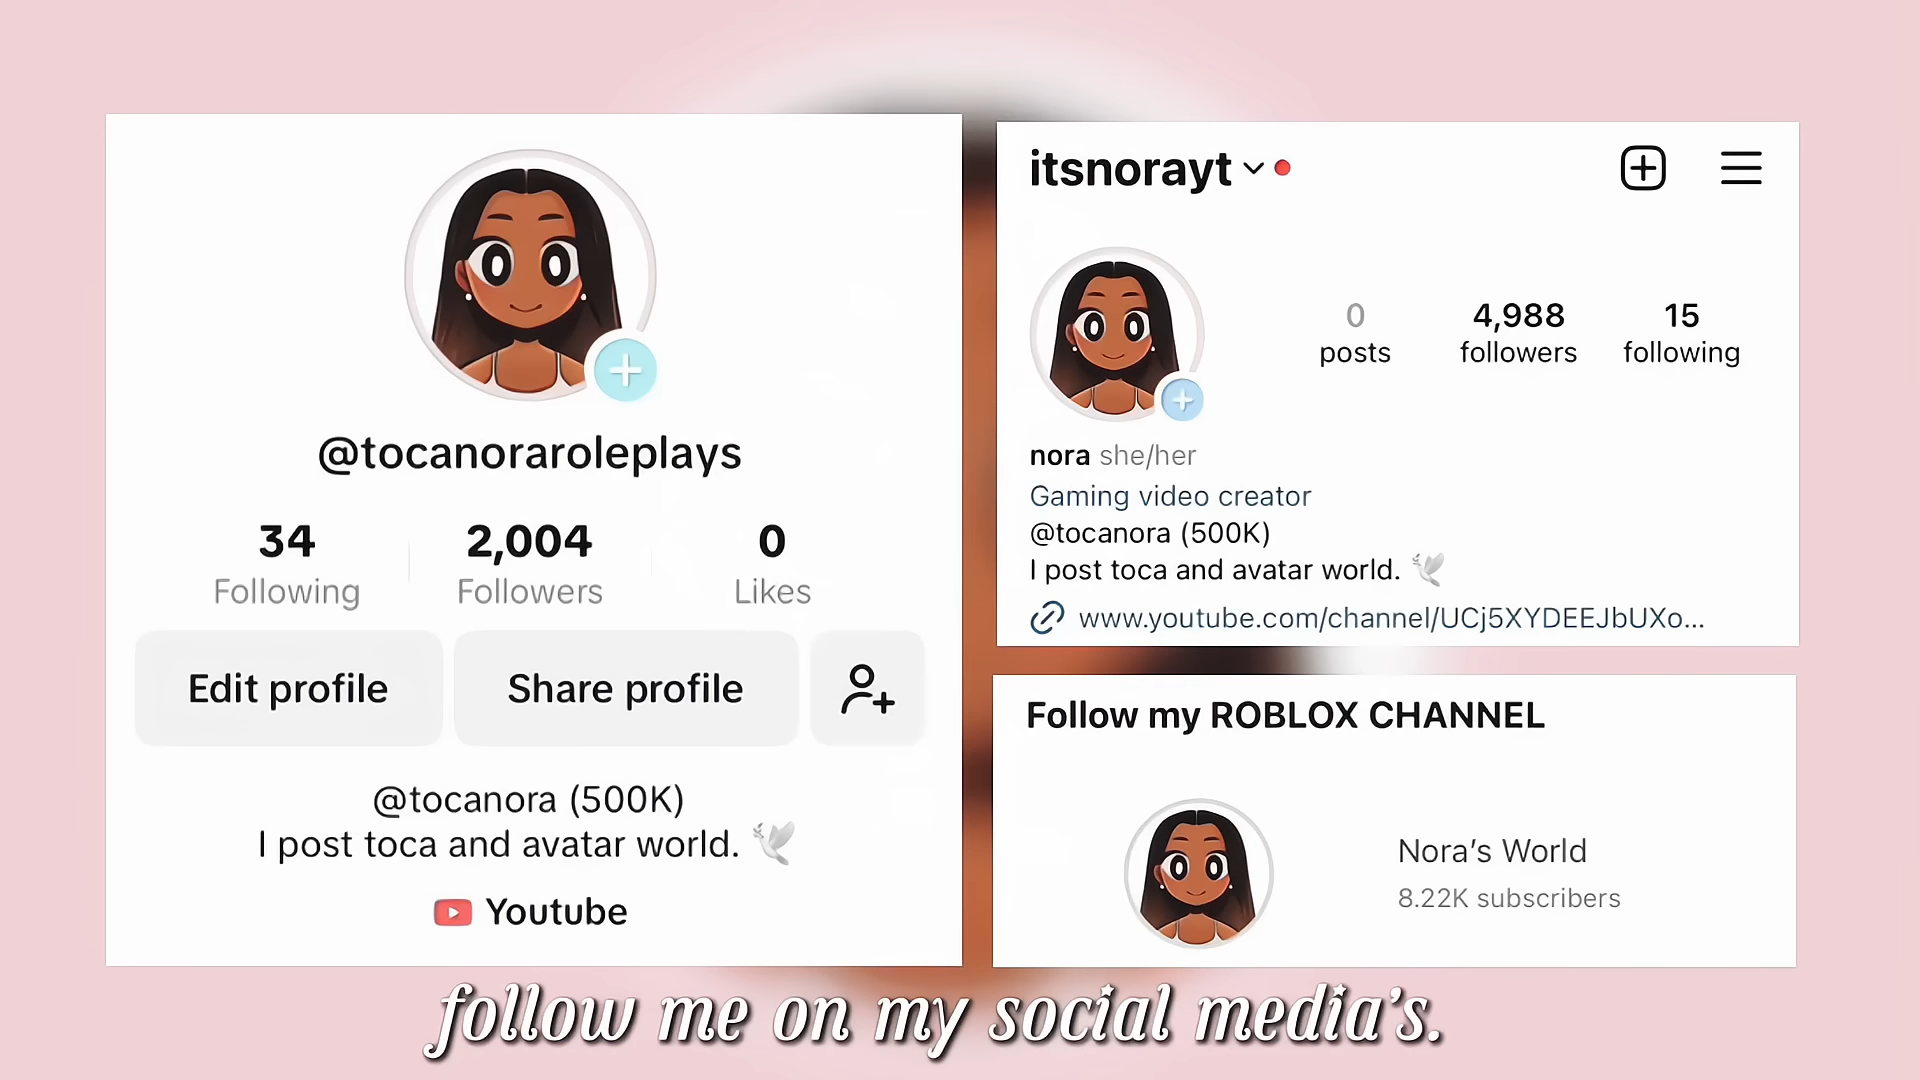 @tocanoraroleplays
34 2,004 0
Following Followers Likes
Edit profile Share profile
@tocanora (500K)
I post toca and avatar world. 🕊️
Youtube
itsnorayt
0 4,988 15
posts followers following
nora she/her
Gaming video creator
@tocanora (500K)
I post toca and avatar world. 🕊️
www.youtube.com/channel/UCj5XYDEEJbUXo...
Follow my ROBLOX CHANNEL
Nora's World
8.22K subscribers
follow me on my social media's.